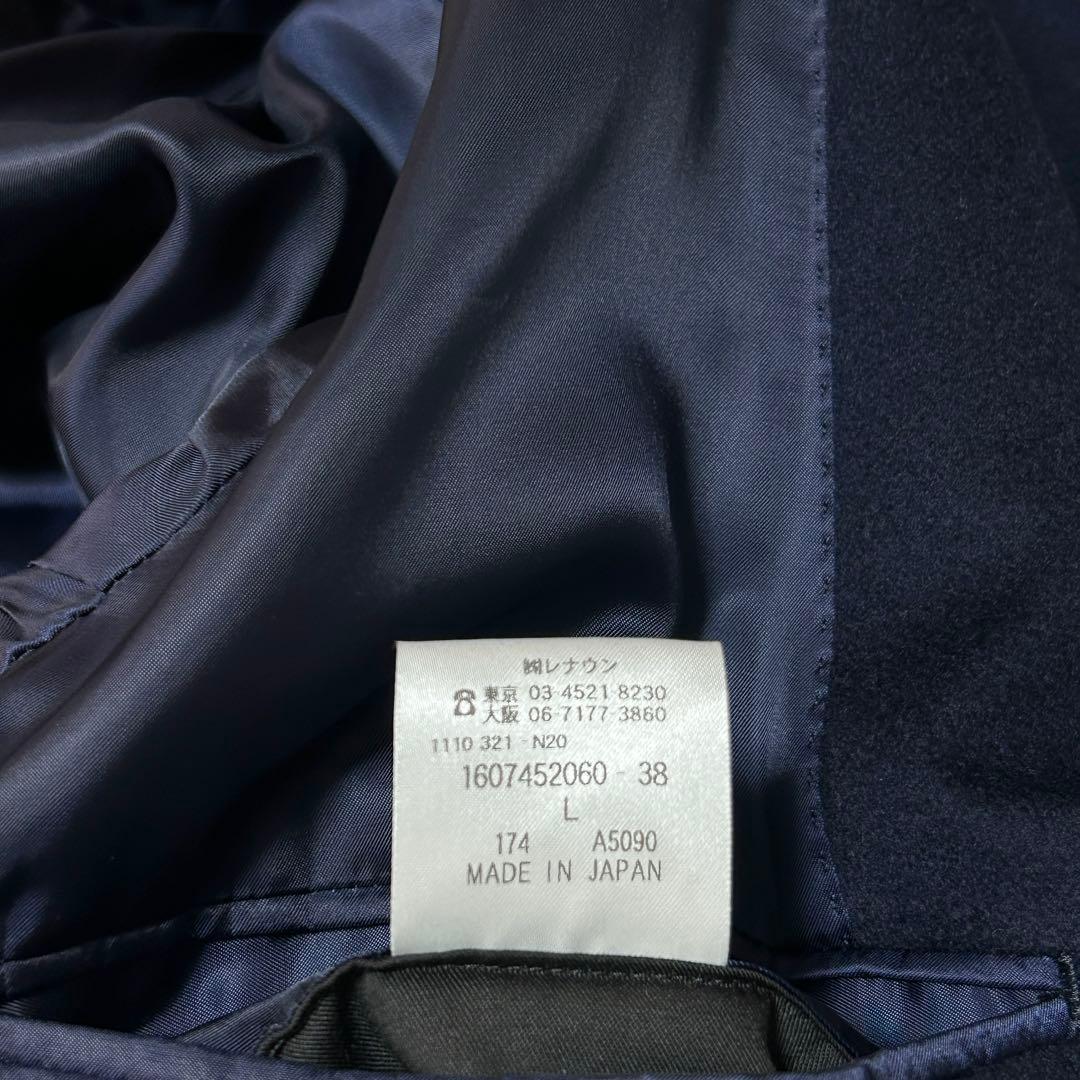 ㈱レナウン
☎ 東京 03-4521-8230
大阪 06-7177-3860
1110 321 - N20
1607452060 - 38
L
174 A5090
MADE IN JAPAN